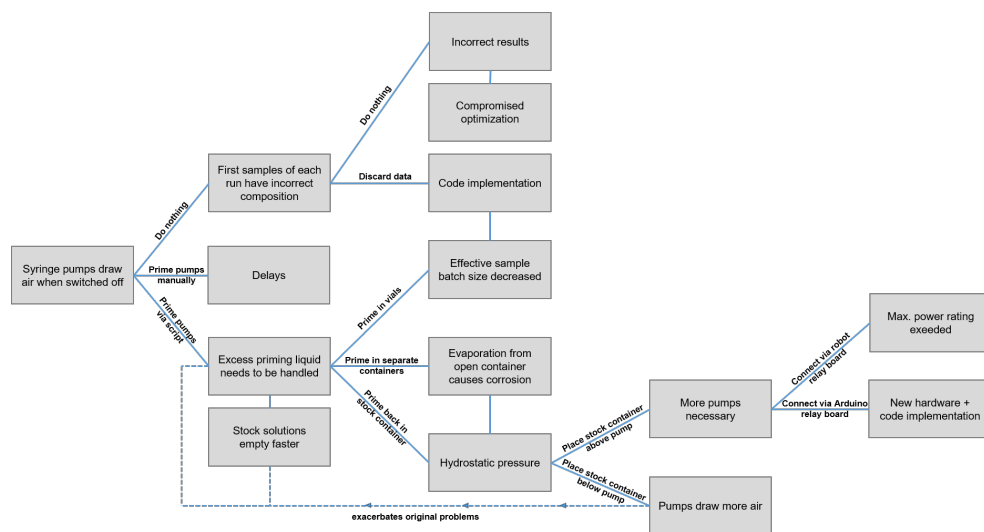 Incorrect results
Do nothing
Compromised
optimization
First samples of each
run have incorrect
composition
Discard data
Code implementation
Do nothing
Syringe pumps draw
air when switched off
Prime pumps
manually
Delays
Effective sample
batch size decreased
Prime pumps
via script
Prime in vials
Excess priming liquid
needs to be handled
Prime in separate
containers
Evaporation from
open container
causes corrosion
Prime back in
stock container
Stock solutions
empty faster
Hydrostatic pressure
Place stock container
above pump
Place stock container
below pump
More pumps
necessary
Connect via robot
relay board
Max. power rating
exeeded
Connect via Arduino
relay board
New hardware +
code implementation
Pumps draw more air
exacerbates original problems